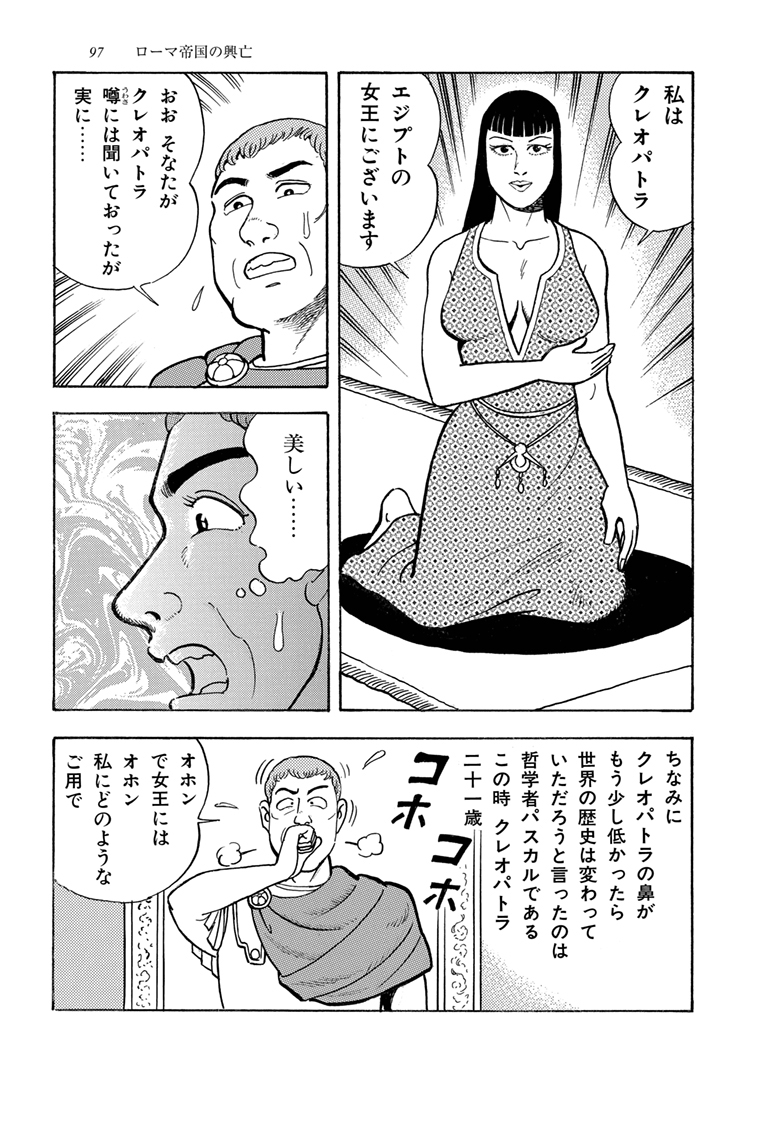 97 ローマ帝国の興亡
私は
クレオパトラ
エジプトの
女王にございます
おお そなたが
クレオパトラ
噂には聞いておったが
うわさ
実に……
美しい……
ちなみに
クレオパトラの鼻が
もう少し低かったら
世界の歴史は変わって
いただろうと言ったのは
哲学者パスカルである
この時 クレオパトラ
二十一歳
コホ
コホ
オホン
で女王には
オホン
私にどのような
ご用で